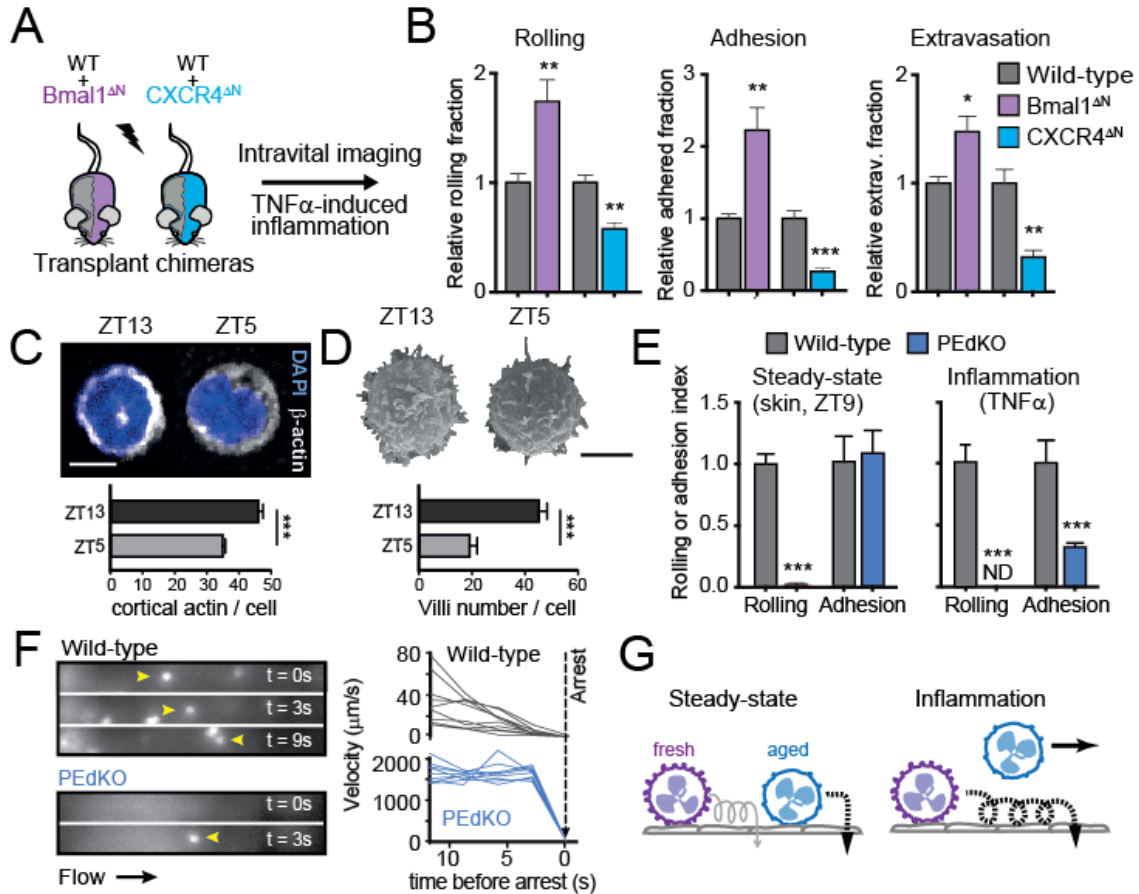 A
WT
+
Bmal1ΔN
WT
+
CXCR4ΔN
Intravital imaging
TNFα-induced
inflammation
Transplant chimeras
B
Rolling
Relative rolling fraction
2
1
0
**
**
Adhesion
Relative adhered fraction
4
3
2
1
0
**
***
Extravasation
Relative extrav. fraction
2
1
0
*
**
Wild-type
Bmal1ΔN
CXCR4ΔN
C
ZT13
ZT5
DAPI
β-actin
ZT13
ZT5
***
0 10 20 30 40 50
cortical actin / cell
D
ZT13
ZT5
ZT13
ZT5
***
0 20 40 60
Villi number / cell
E
Wild-type
PEdKO
Rolling or adhesion index
Steady-state
(skin, ZT9)
1.5
1.0
0.5
0.0
***
Rolling Adhesion
Inflammation
(TNFα)
***
ND
***
Rolling Adhesion
F
Wild-type
t = 0s
t = 3s
t = 9s
PEdKO
t = 0s
t = 3s
Flow
Velocity (μm/s)
80
40
0
Wild-type
Arrest
2000
1000
0
PEdKO
10 5 0
time before arrest (s)
G
Steady-state
fresh
aged
Inflammation